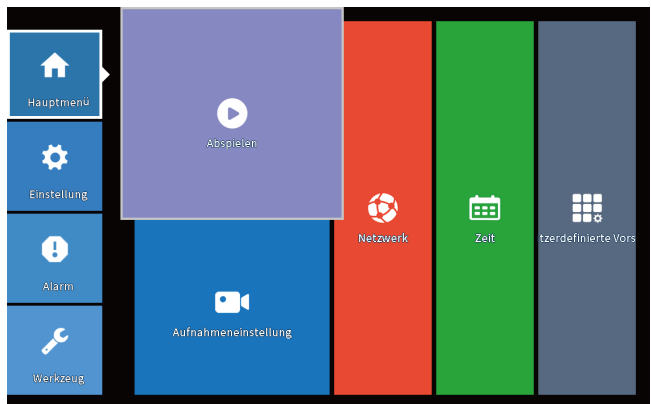 Hauptmenü
Einstellung
Alarm
Werkzeug
Abspielen
Aufnahmeneinstellung
Netzwerk
Zeit
tzerdefinierte Vors